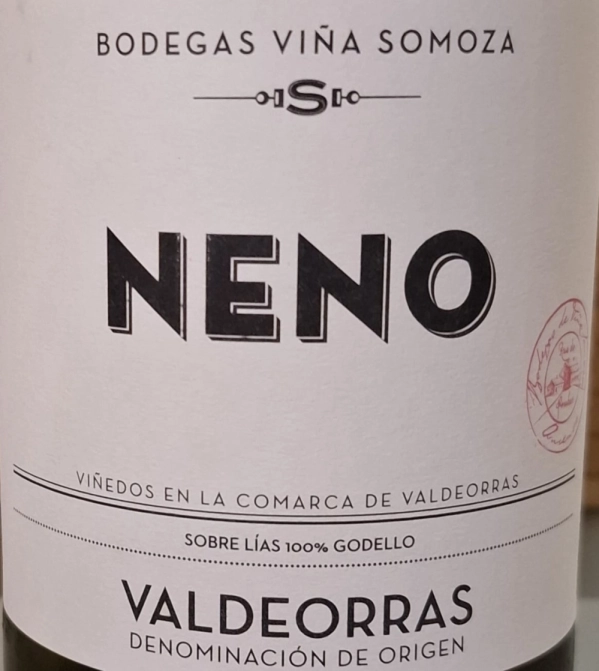 BODEGAS VIÑA SOMOZA
S
NENO
VIÑEDOS EN LA COMARCA DE VALDEORRAS
SOBRE LÍAS 100% GODELLO
VALDEORRAS
DENOMINACIÓN DE ORIGEN